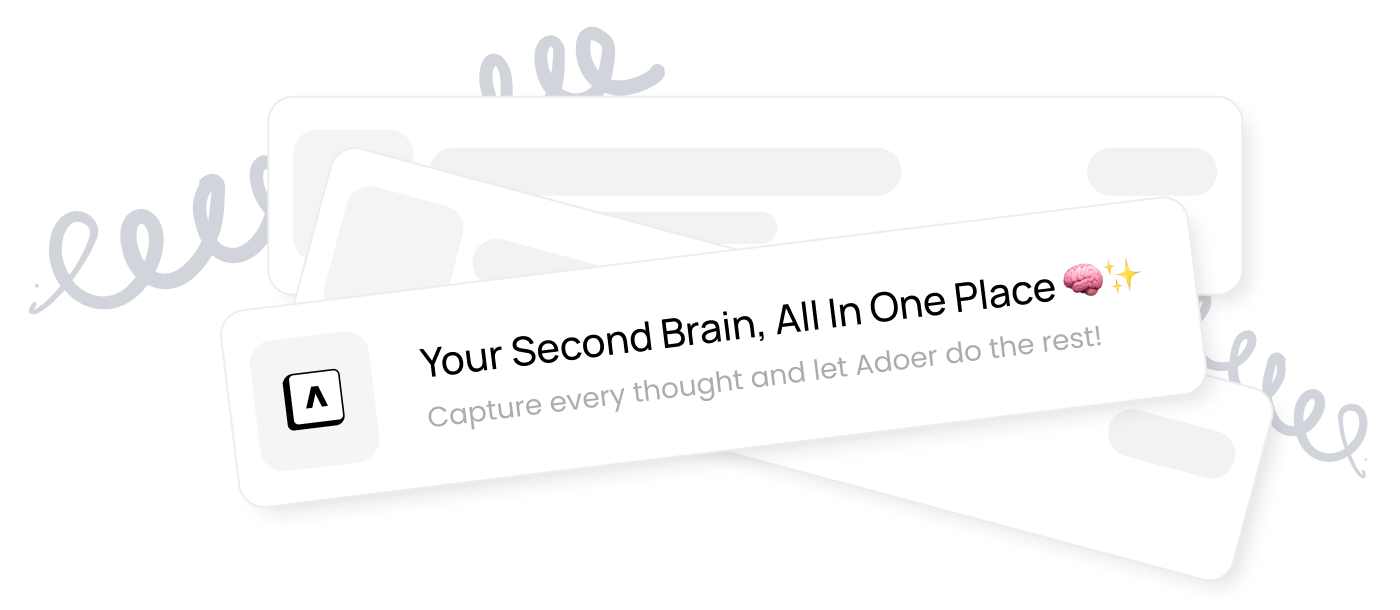 Your Second Brain, All In One Place 🧠✨
Capture every thought and let Adoer do the rest!